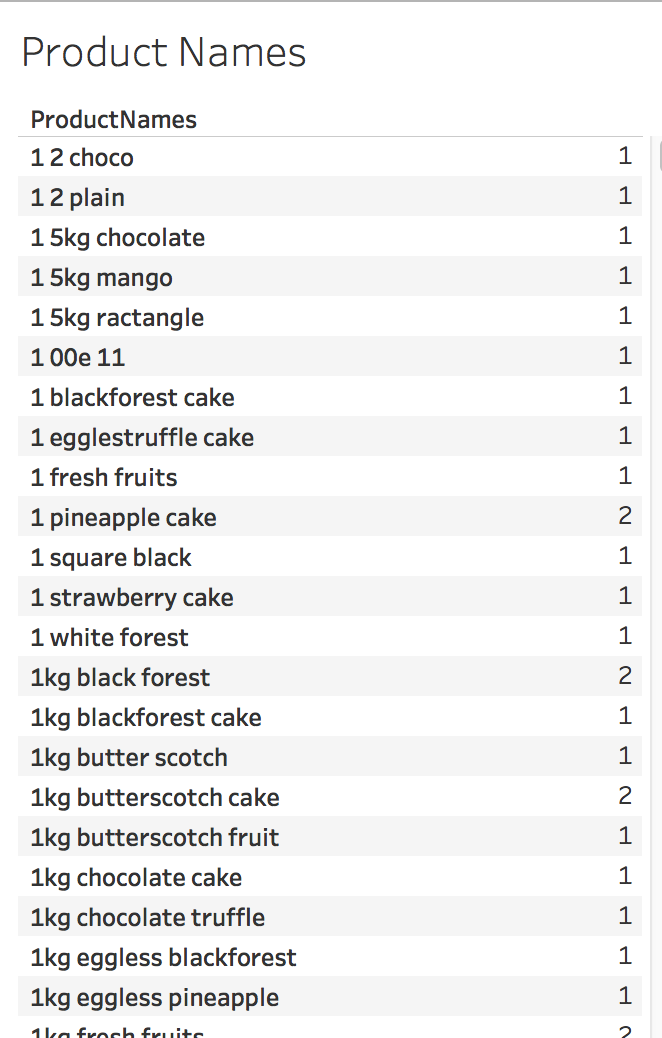 Product Names
ProductNames
1 2 choco 1
1 2 plain 1
1 5kg chocolate 1
1 5kg mango 1
1 5kg ractangle 1
1 00e 11 1
1 blackforest cake 1
1 egglestruffle cake 1
1 fresh fruits 1
1 pineapple cake 2
1 square black 1
1 strawberry cake 1
1 white forest 1
1kg black forest 2
1kg blackforest cake 1
1kg butter scotch 1
1kg butterscotch cake 2
1kg butterscotch fruit 1
1kg chocolate cake 1
1kg chocolate truffle 1
1kg eggless blackforest 1
1kg eggless pineapple 1
1kg fresh fruits 2